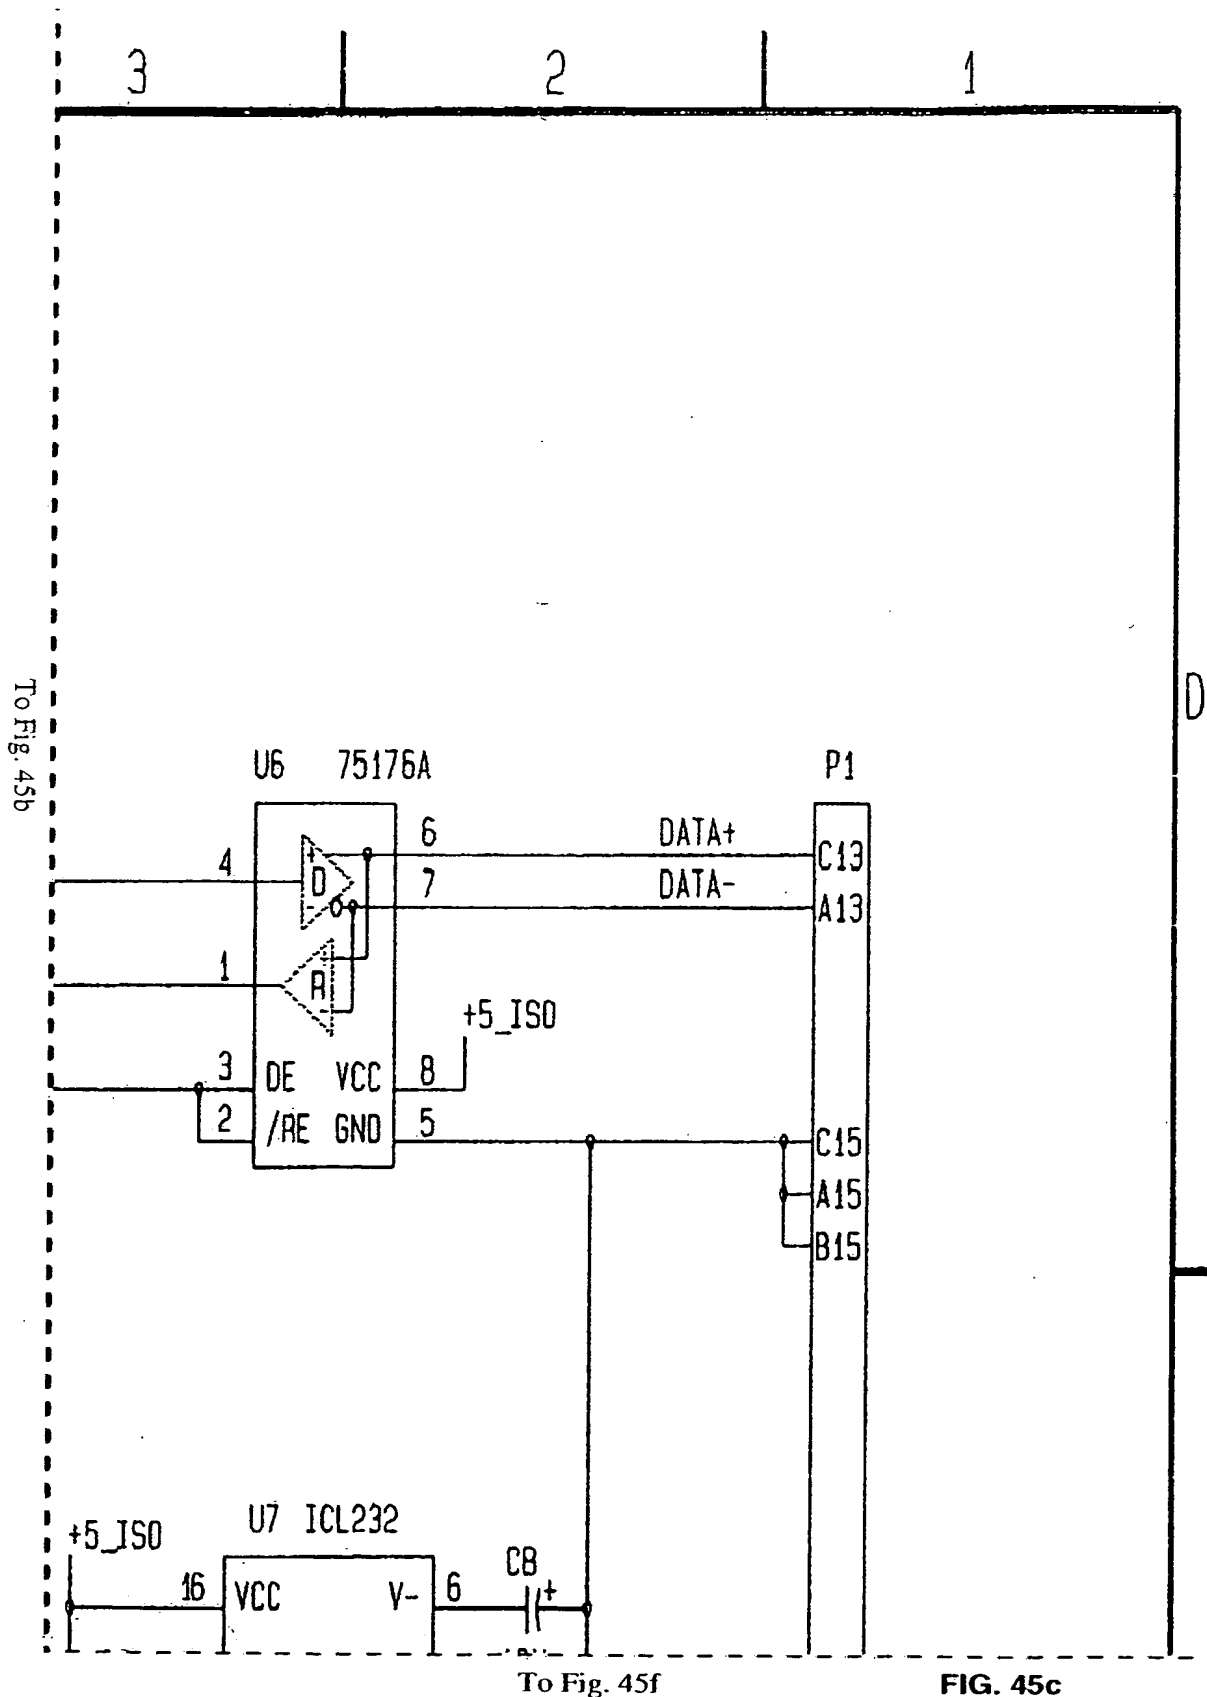 3 2 1
D
To Fig. 45b
U6 75176A P1
4 + D - 6 DATA+ C13
7 DATA- A13
1 R + -
+5_ISO
3 DE VCC 8
2 /RE GND 5 C15
A15
B15
+5_ISO U7 ICL232
C8
16 VCC V- 6 +
To Fig. 45f FIG. 45c